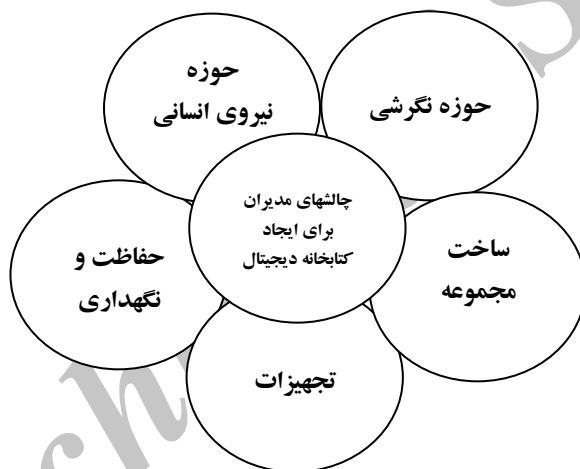 حوزه
نیروی انسانی
حوزه نگرشی
چالشهای مدیران
برای ایجاد
کتابخانه دیجیتال
ساخت
مجموعه
حفاظت و
نگهداری
تجهیزات